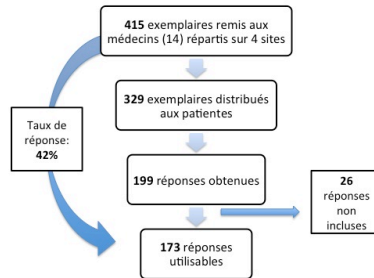 415 exemplaires remis aux
médecins (14) répartis sur 4 sites
329 exemplaires distribués
aux patientes
Taux de
réponse:
42%
199 réponses obtenues
26
réponses
non
incluses
173 réponses
utilisables